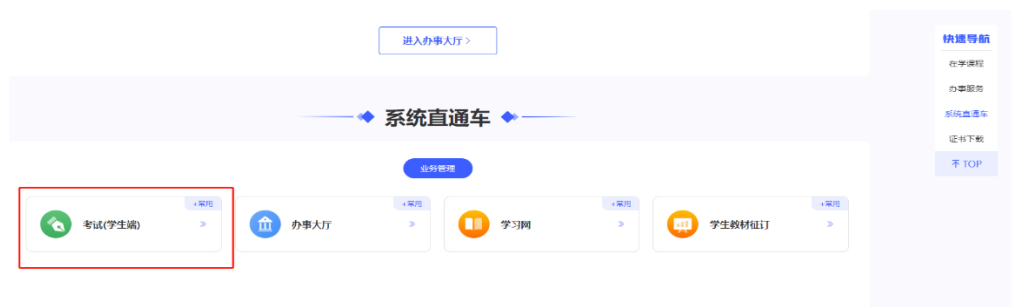 进入办事大厅 >
快速导航
在学课程
办事服务
系统直通车
证书下载
TOP
系统直通车
业务管理
+常用
考试(学生端)
+常用
办事大厅
+常用
学习网
+常用
学生教材征订